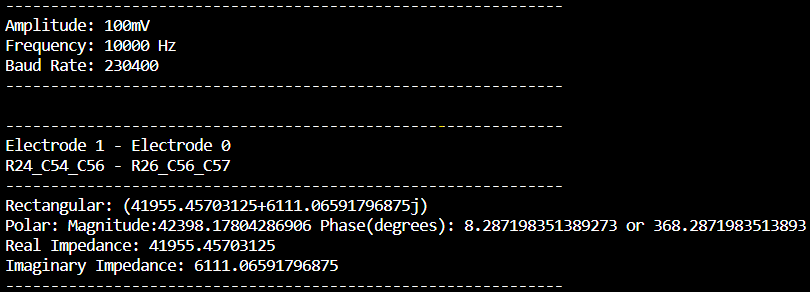 --------------------------------------------------------
Amplitude: 100mV
Frequency: 10000 Hz
Baud Rate: 230400
--------------------------------------------------------
--------------------------------------------------------
Electrode 1 - Electrode 0
R24_C54_C56 - R26_C56_C57
--------------------------------------------------------
Rectangular: (41955.45703125+6111.06591796875j)
Polar: Magnitude:42398.17804286906 Phase(degrees): 8.287198351389273 or 368.2871983513893
Real Impedance: 41955.45703125
Imaginary Impedance: 6111.06591796875
--------------------------------------------------------